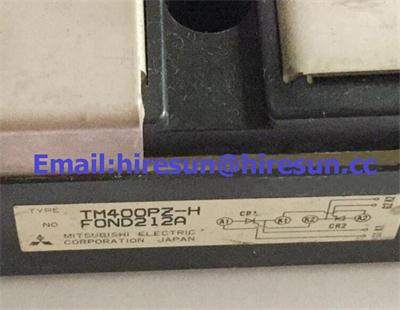 Email:hiresun@hiresun.cc
TYPE TM400PZ-H
NO. FOND212A
MITSUBISHI ELECTRIC
CORPORATION JAPAN
CR1
A1 K1 K2 A2
CR2